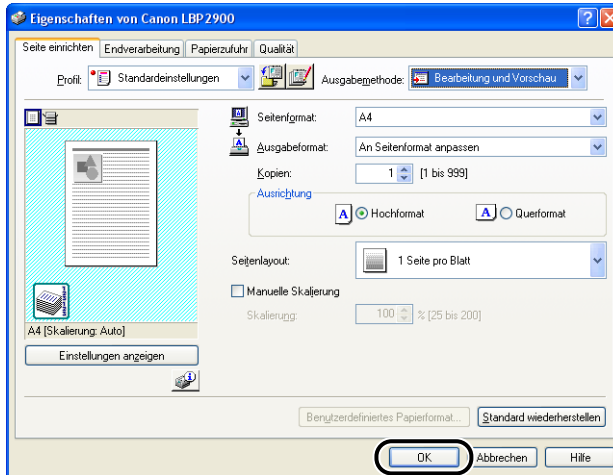 Eigenschaften von Canon LBP2900
Seite einrichten Endverarbeitung Papierzufuhr Qualität
Profil: Standardeinstellungen Ausgabemethode: Bearbeitung und Vorschau
Seitenformat: A4
Ausgabeformat: An Seitenformat anpassen
Kopien: 1 [1 bis 999]
Ausrichtung
A Hochformat A Querformat
Seitenlayout: 1 Seite pro Blatt
Manuelle Skalierung
Skalierung: 100 % [25 bis 200]
A4 [Skalierung: Auto]
Einstellungen anzeigen
Benutzerdefiniertes Papierformat... Standard wiederherstellen
OK Abbrechen Hilfe